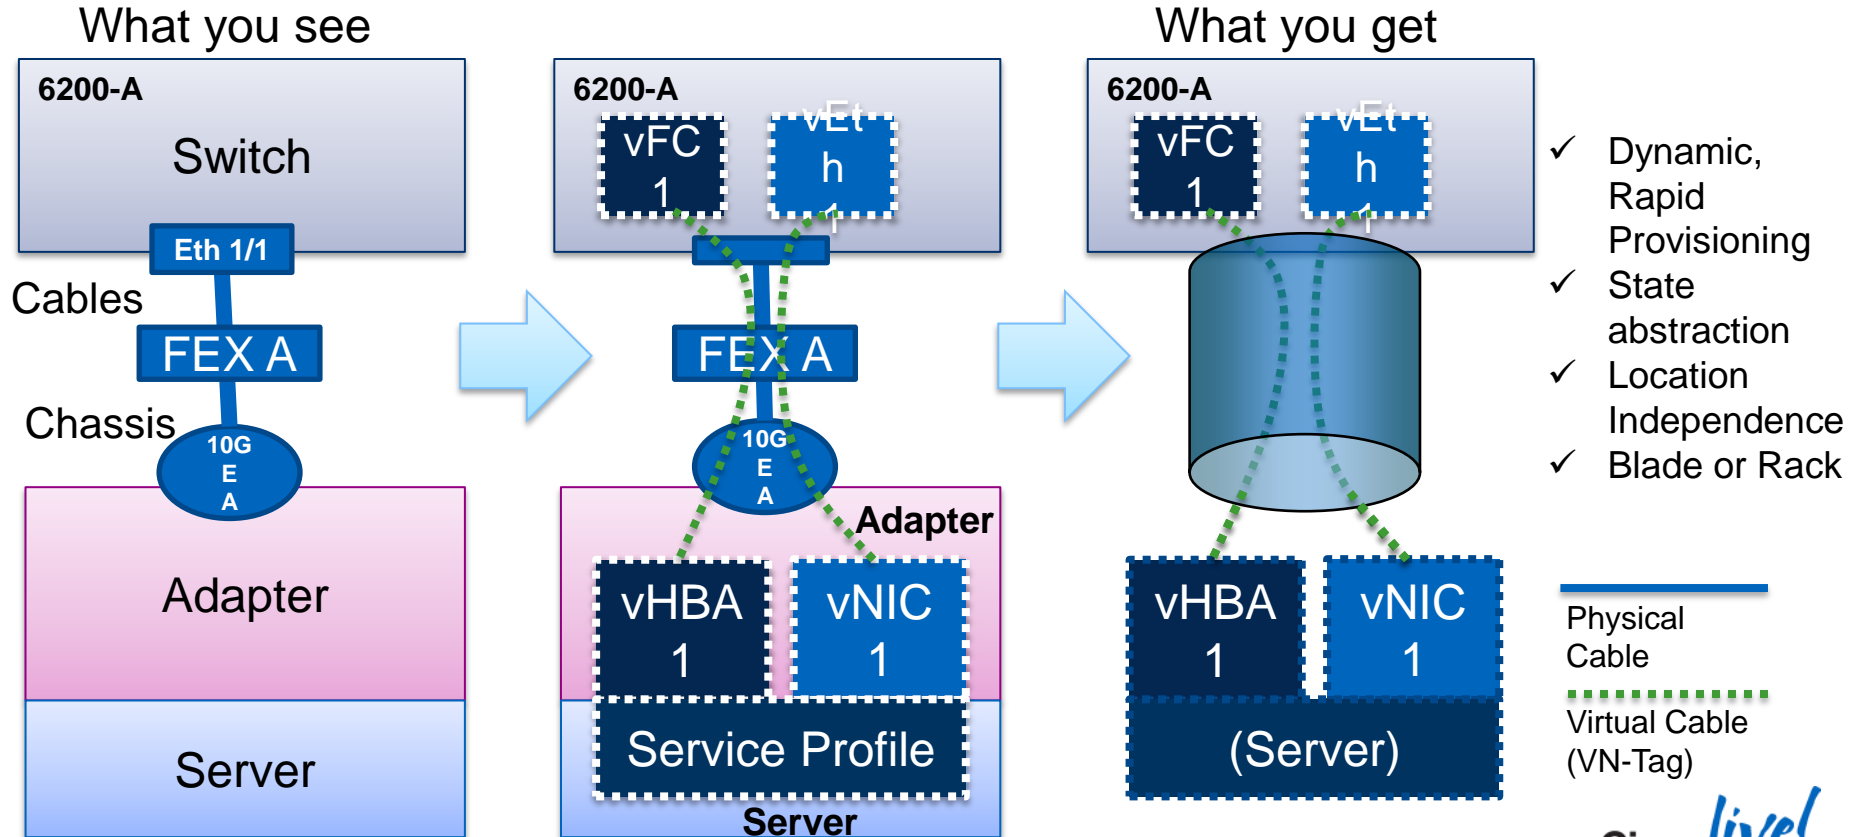 What you see
What you get
6200-A
Switch
Eth 1/1
Cables
FEX A
Chassis
10G
E
A
Adapter
Server
6200-A
vFC
1
vEt
h
1
FEX A
10G
E
A
Adapter
vHBA
1
vNIC
1
Service Profile
Server
6200-A
vFC
1
vEt
h
1
vHBA
1
vNIC
1
(Server)
✓ Dynamic,
Rapid
Provisioning
✓ State
abstraction
✓ Location
Independence
✓ Blade or Rack
Physical
Cable
Virtual Cable
(VN-Tag)
live!